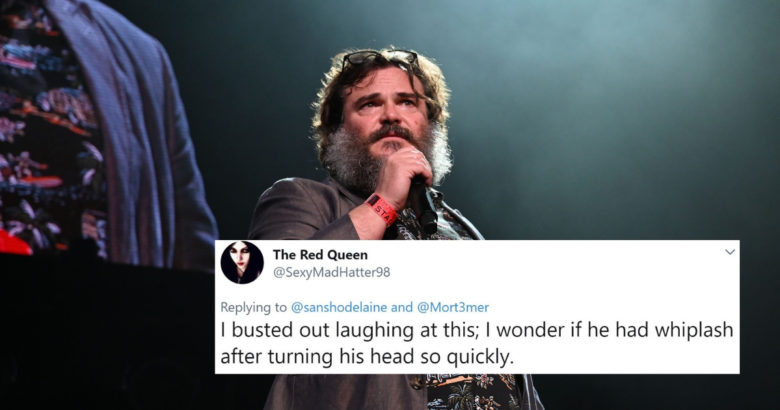 STA
The Red Queen
@SexyMadHatter98
Replying to @sanshodelaine and @Mort3mer
I busted out laughing at this; I wonder if he had whiplash
after turning his head so quickly.